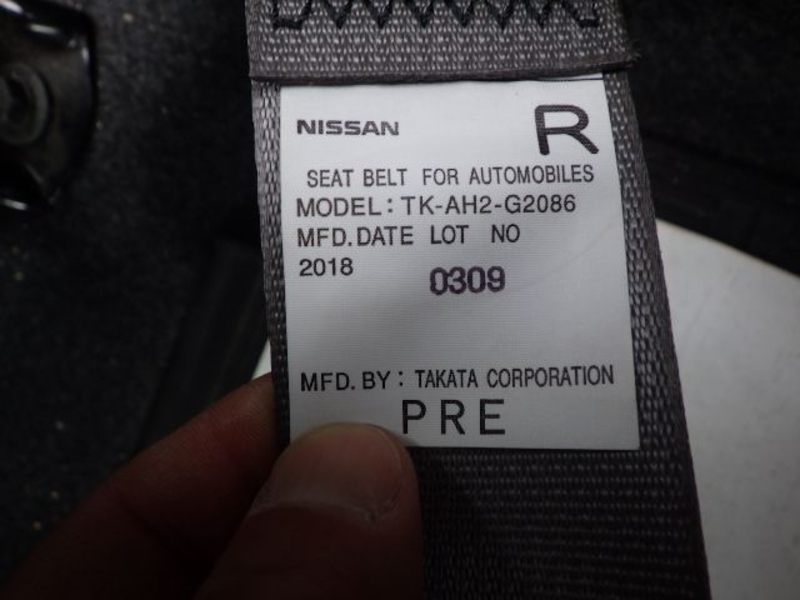 NISSAN R
SEAT BELT FOR AUTOMOBILES
MODEL: TK-AH2-G2086
MFD.DATE LOT NO
2018 0309
MFD. BY: TAKATA CORPORATION
PRE